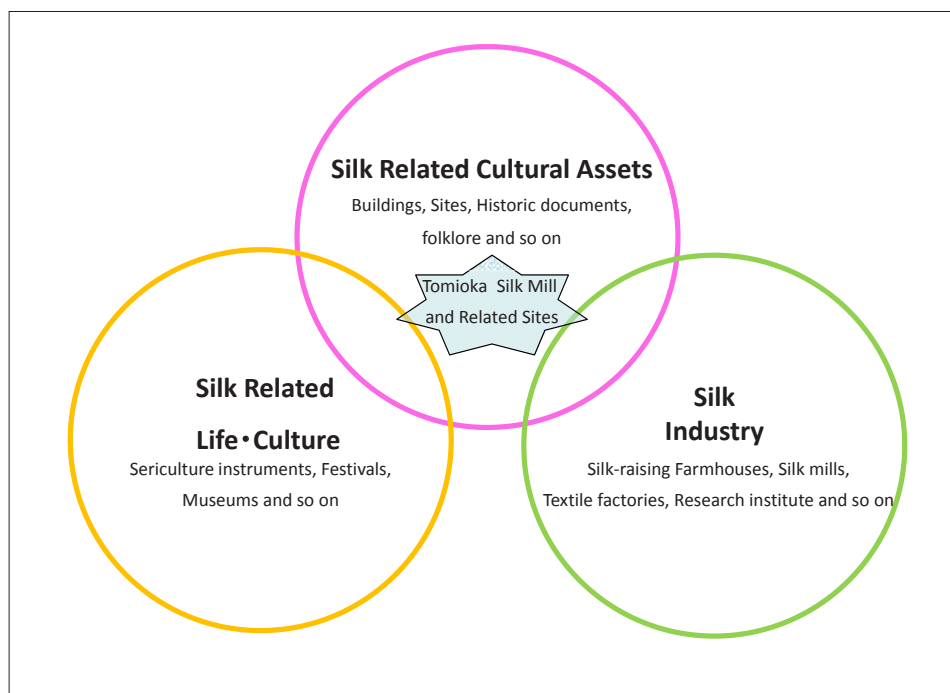 Silk Related Cultural Assets
Buildings, Sites, Historic documents,
folklore and so on
Tomioka Silk Mill
and Related Sites
Silk Related
Life・Culture
Sericulture instruments, Festivals,
Museums and so on
Silk
Industry
Silk-raising Farmhouses, Silk mills,
Textile factories, Research institute and so on